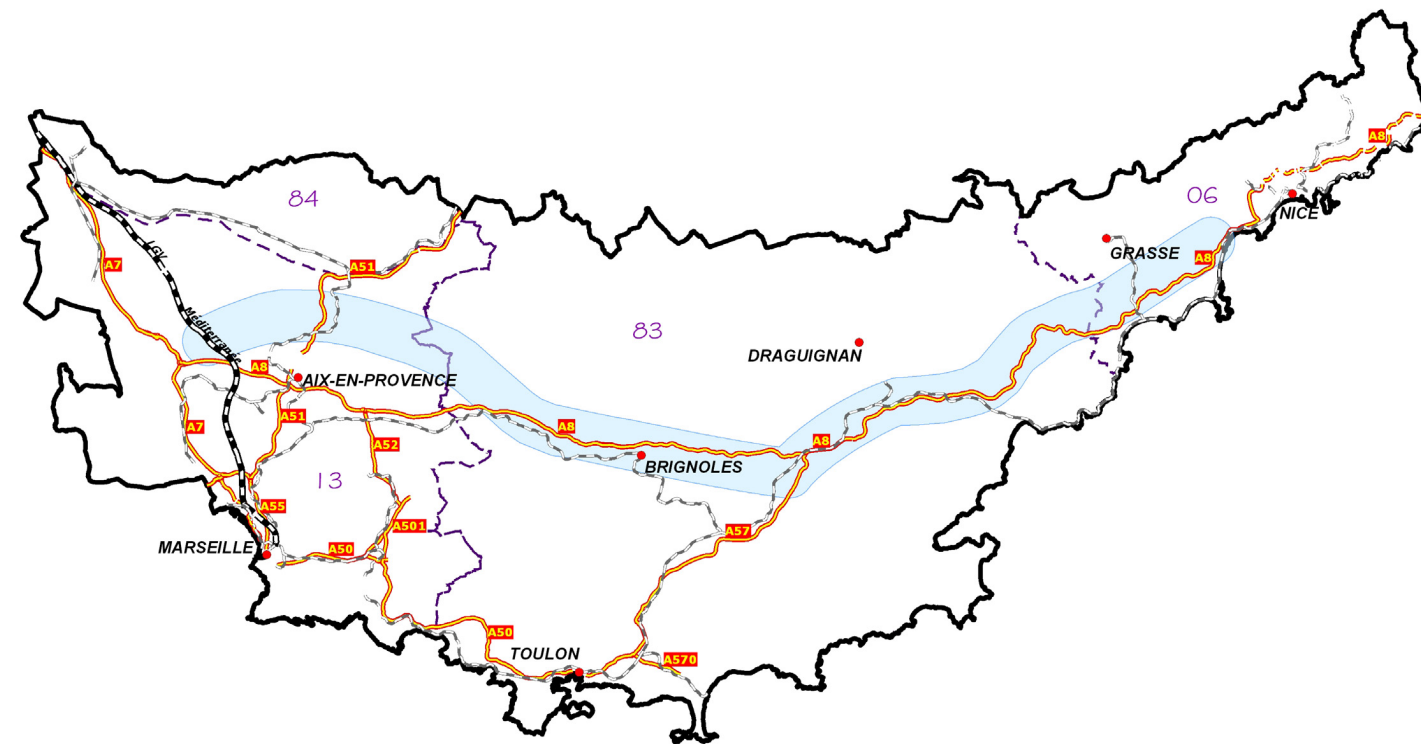 A8
84
06
NICE
GRASSE
LGV
A7
A51
A8
Méditerranée
83
DRAGUIGNAN
A8
AIX-EN-PROVENCE
A51
A7
A52
A8
A8
BRIGNOLES
13
A55
A501
A57
MARSEILLE
A50
A50
TOULON
A570